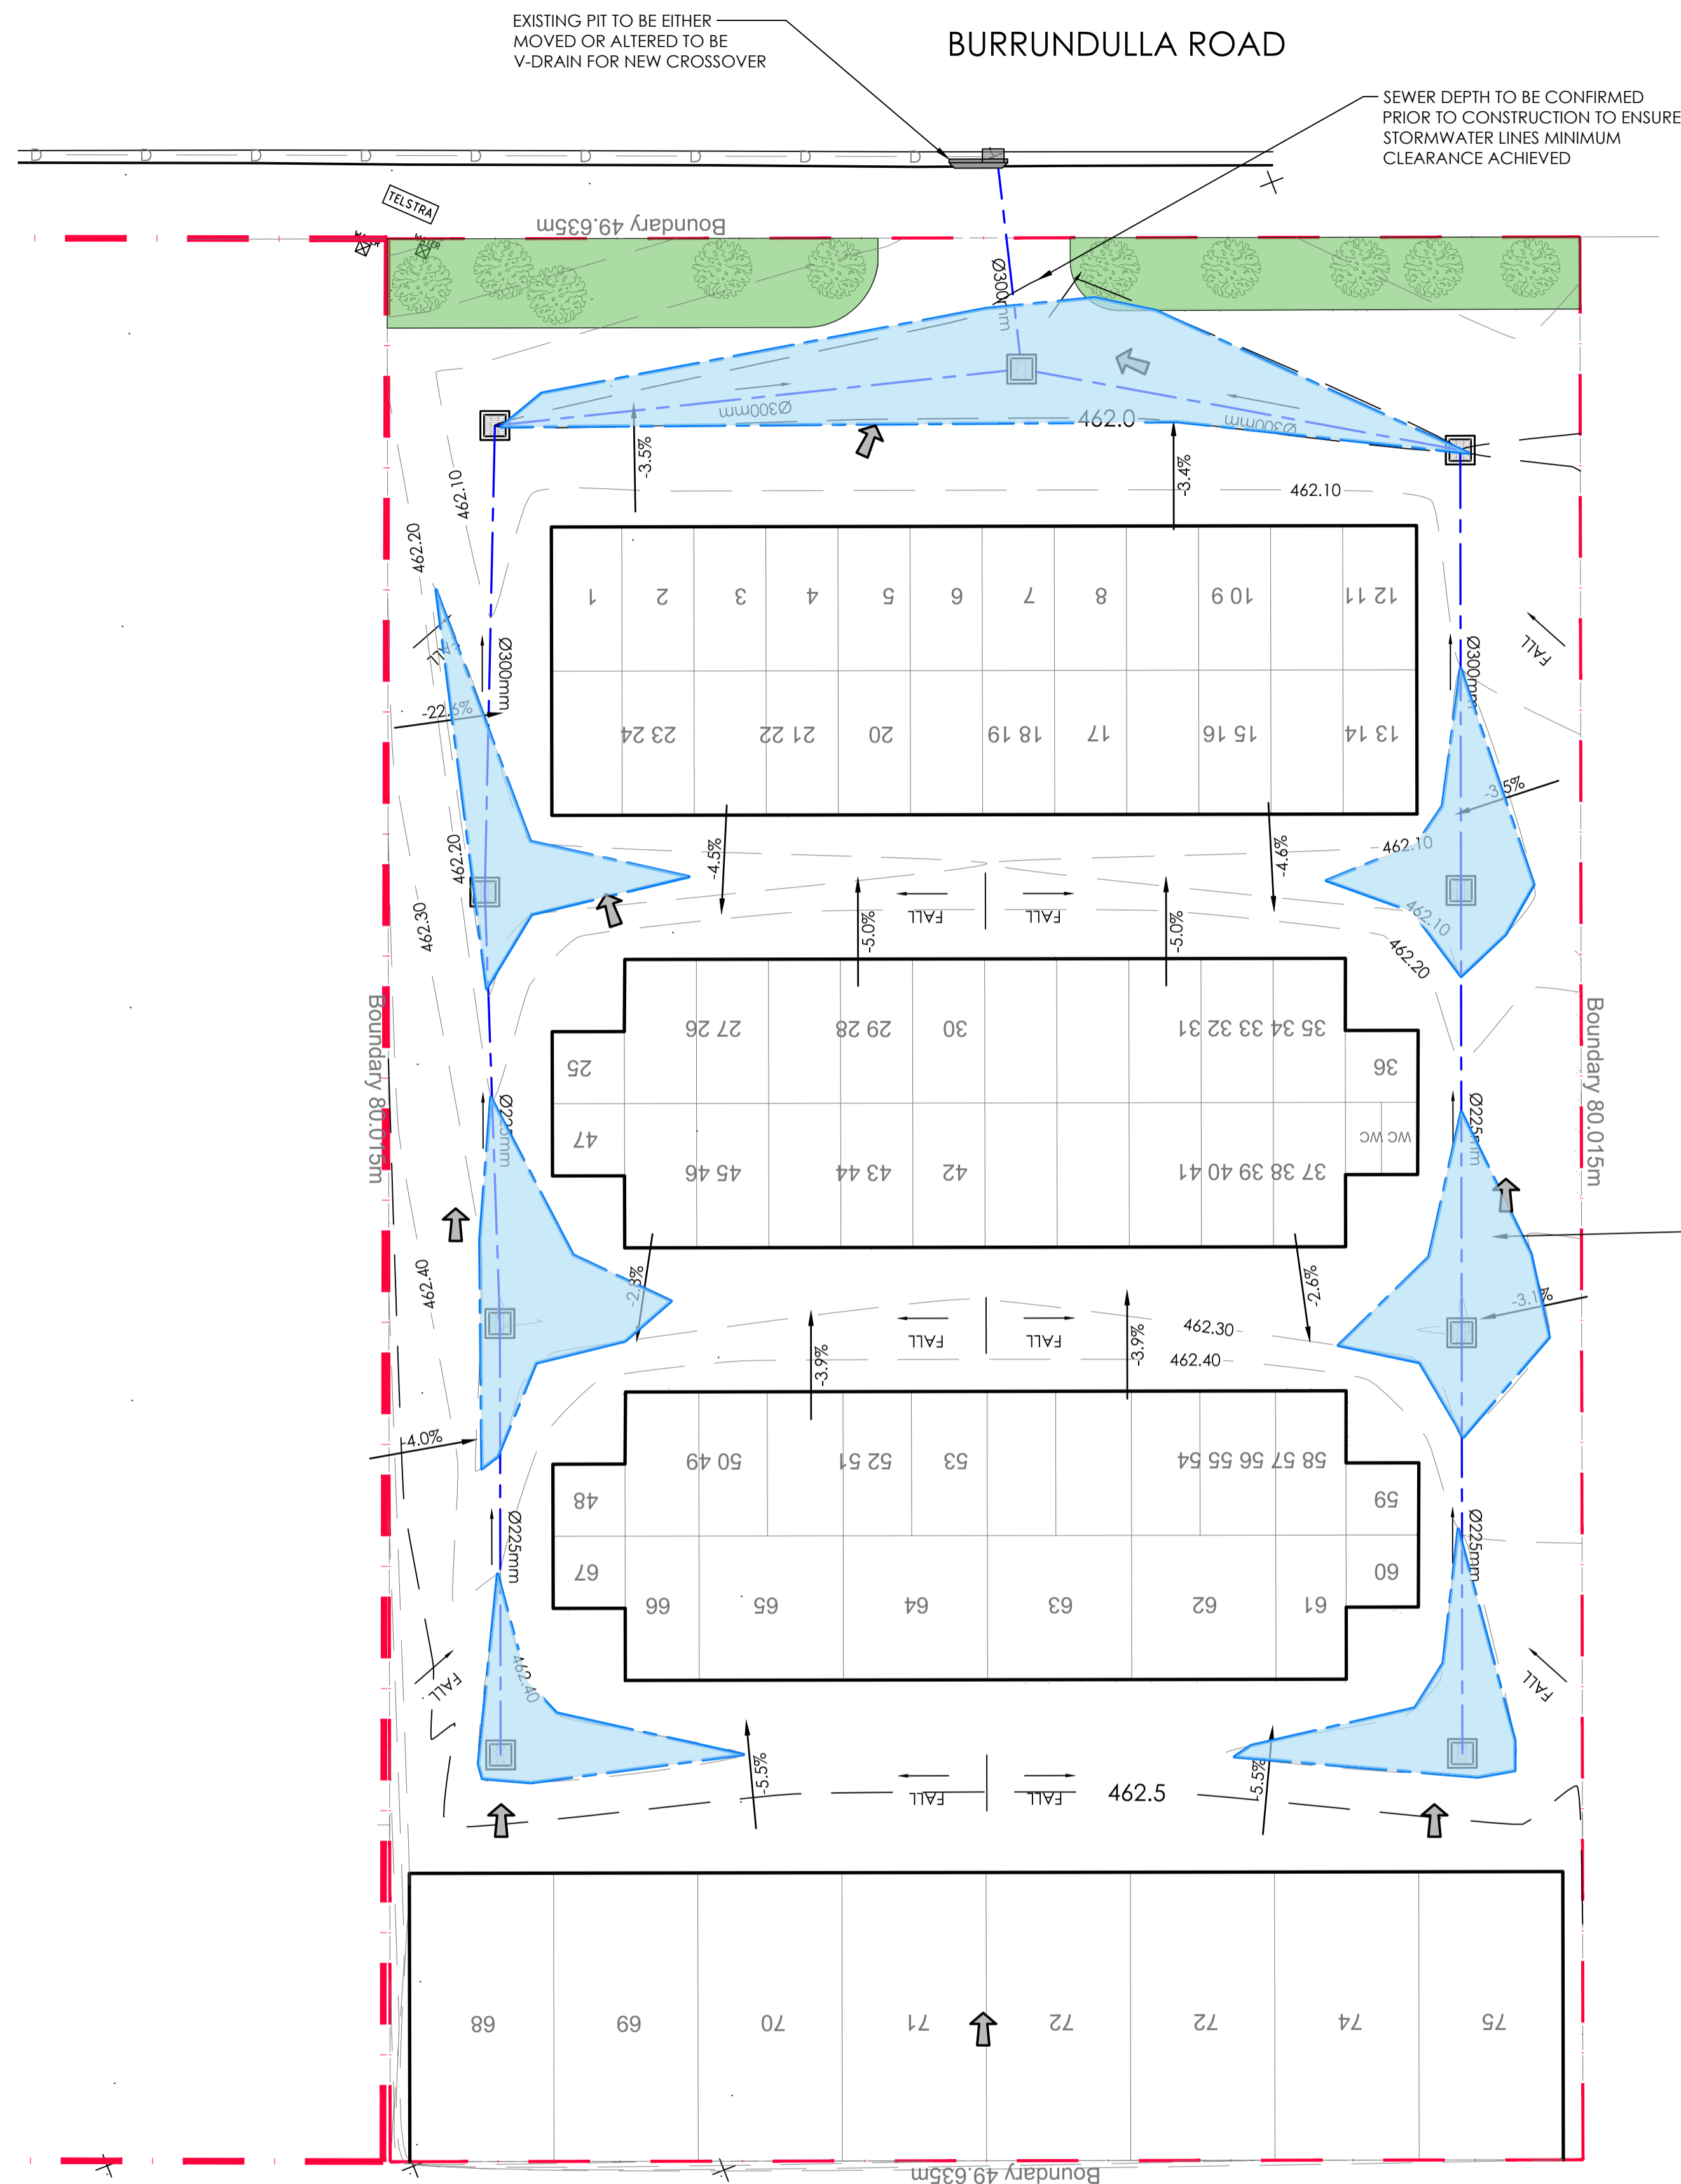 EXISTING PIT TO BE EITHER
MOVED OR ALTERED TO BE
V-DRAIN FOR NEW CROSSOVER
BURRUNDULLA ROAD
SEWER DEPTH TO BE CONFIRMED
PRIOR TO CONSTRUCTION TO ENSURE
STORMWATER LINES MINIMUM
CLEARANCE ACHIEVED
D D D D D D D D D
TELSTRA
Boundary 49.635m
Ø300mm
Ø300mm
462.0
Ø300mm
-3.5%
-3.4%
462.10
462.10
462.20
1 2 3 4 5 6 7 8 10 9 12 11
Ø300mm
Ø300mm
FALL
FALL
-22.6%
24 23 22 21 20 19 18 17 16 15 14 13
-3.5%
462.20
-4.5%
-4.6%
462.10
462.30
FALL FALL
462.10
-5.0%
-5.0%
462.20
Boundary 80.015m
Boundary 80.015m
27 26 29 28 30 31 32 33 34 35
25
36
Ø225mm
Ø225mm
47
WC WC
45 46 43 44 42 41 40 39 38 37
462.40
-2.8%
-2.6%
-3.1%
462.30
FALL FALL
-3.9%
-3.9%
462.40
-4.0%
50 49 52 51 53 54 55 56 57 58
48
59
Ø225mm
Ø225mm
67
60
66 65 64 63 62 61
462.40
FALL
FALL
-5.5%
-5.5%
FALL FALL
462.5
68 69 70 71 72 72 74 75
Boundary 49.635m